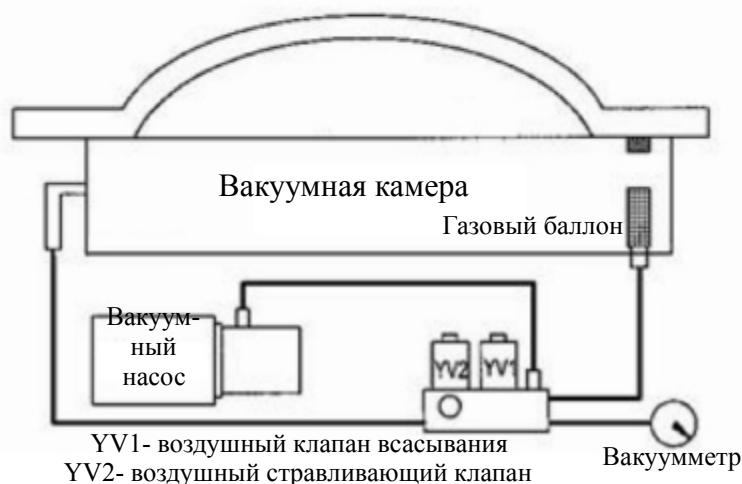 Вакуумная камера
Газовый баллон
Вакуум-
ный
насос
YV2 YV1
YV1- воздушный клапан всасывания
YV2- воздушный стравливающий клапан
Вакуумметр